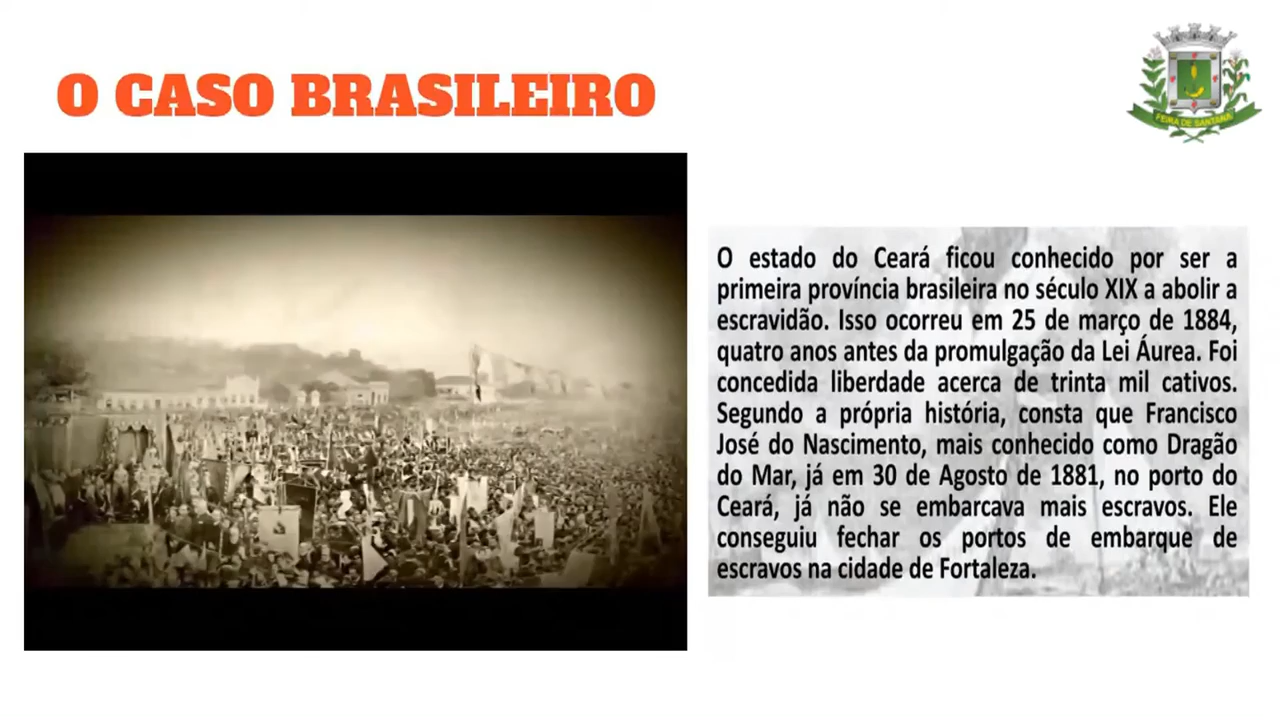 O CASO BRASILEIRO
FEIRA DE SANTANA
O estado do Ceará ficou conhecido por ser a
primeira província brasileira no século XIX a abolir a
escravidão. Isso ocorreu em 25 de março de 1884,
quatro anos antes da promulgação da Lei Áurea. Foi
concedida liberdade acerca de trinta mil cativos.
Segundo a própria história, consta que Francisco
José do Nascimento, mais conhecido como Dragão
do Mar, já em 30 de Agosto de 1881, no porto do
Ceará, já não se embarcava mais escravos. Ele
conseguiu fechar os portos de embarque de
escravos na cidade de Fortaleza.